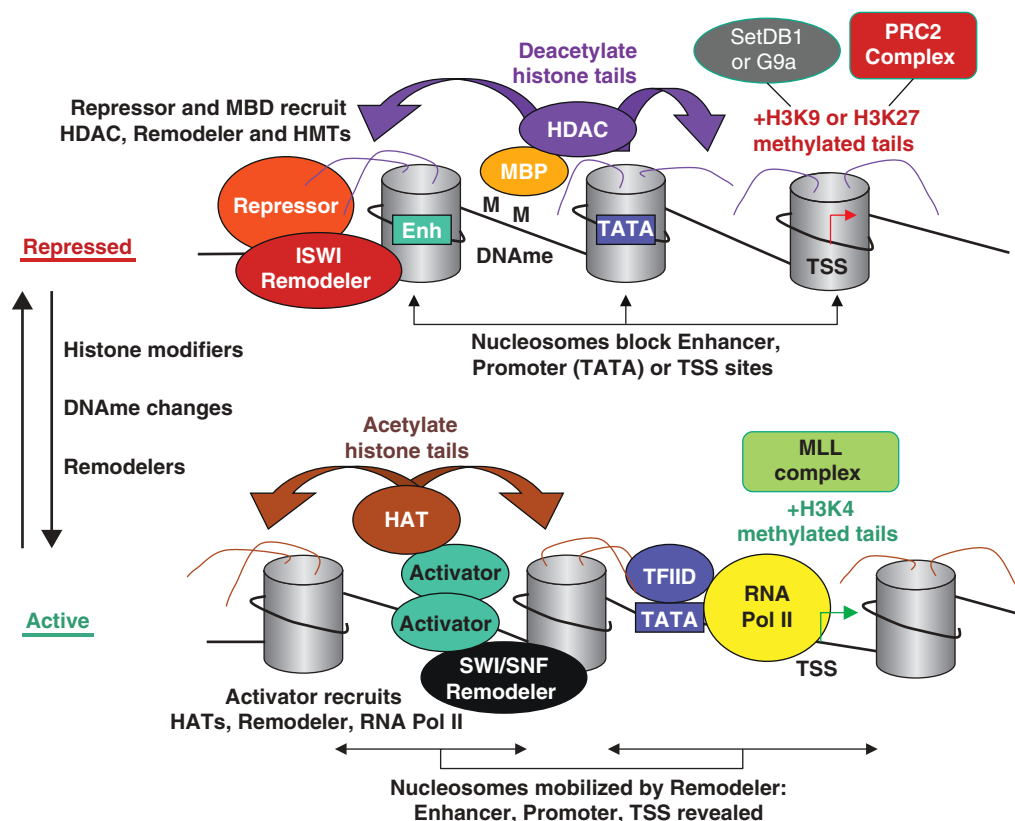 SetDB1
or G9a
PRC2
Complex
Deacetylate
histone tails
Repressor and MBD recruit
HDAC, Remodeler and HMTs
HDAC
+H3K9 or H3K27
methylated tails
MBP
Repressor
M
M
Enh
TATA
DNAme
TSS
Repressed
ISWI
Remodeler
Nucleosomes block Enhancer,
Promoter (TATA) or TSS sites
Histone modifiers
DNAme changes
Remodelers
Acetylate
histone tails
MLL
complex
HAT
+H3K4
methylated tails
Activator
TFIID
RNA
Pol II
Activator
TATA
Active
TSS
SWI/SNF
Remodeler
Activator recruits
HATs, Remodeler, RNA Pol II
Nucleosomes mobilized by Remodeler:
Enhancer, Promoter, TSS revealed